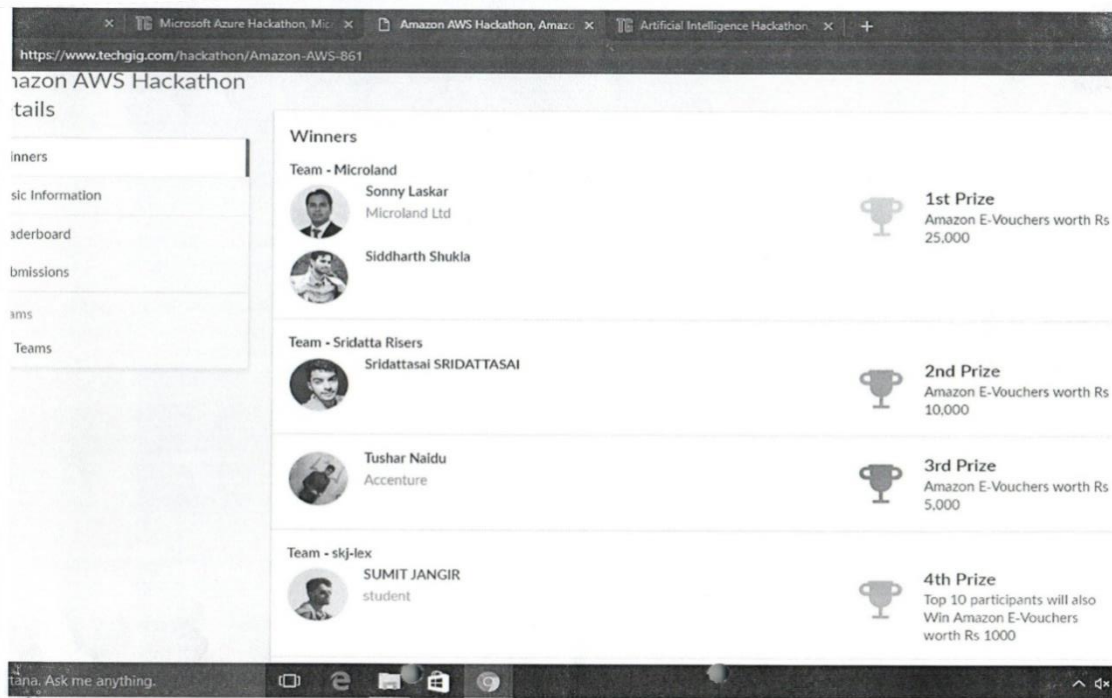 Microsoft Azure Hackathon, Mic
Amazon AWS Hackathon, Amazo
Artificial Intelligence Hackathon,
https://www.techgig.com/hackathon/Amazon-AWS-861
nazon AWS Hackathon
tails
inners
sic Information
aderboard
bmissions
ams
Teams
Winners
Team - Microland
Sonny Laskar
Microland Ltd
1st Prize
Amazon E-Vouchers worth Rs
25,000
Siddharth Shukla
Team - Sridatta Risers
Sridattasai SRIDATTASAI
2nd Prize
Amazon E-Vouchers worth Rs
10,000
Tushar Naidu
Accenture
3rd Prize
Amazon E-Vouchers worth Rs
5,000
Team - skj-lex
SUMIT JANGIR
student
4th Prize
Top 10 participants will also
Win Amazon E-Vouchers
worth Rs 1000
tana. Ask me anything.